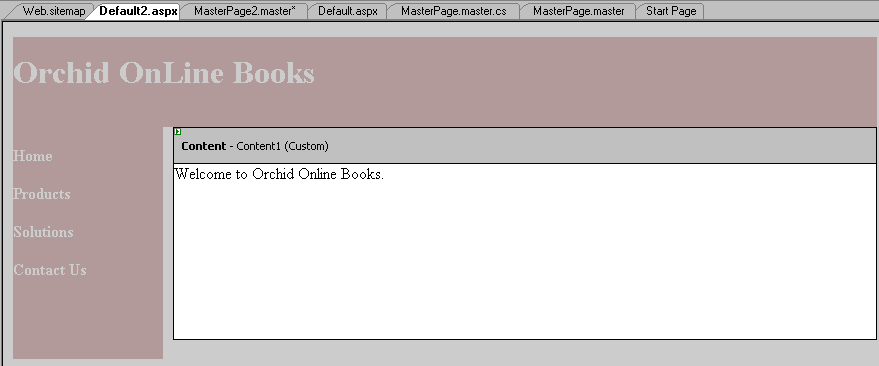 Web.sitemap Default2.aspx MasterPage2.master* Default.aspx MasterPage.master.cs MasterPage.master Start Page
Orchid OnLine Books
Content - Content1 (Custom)
Home
Welcome to Orchid Online Books.
Products
Solutions
Contact Us